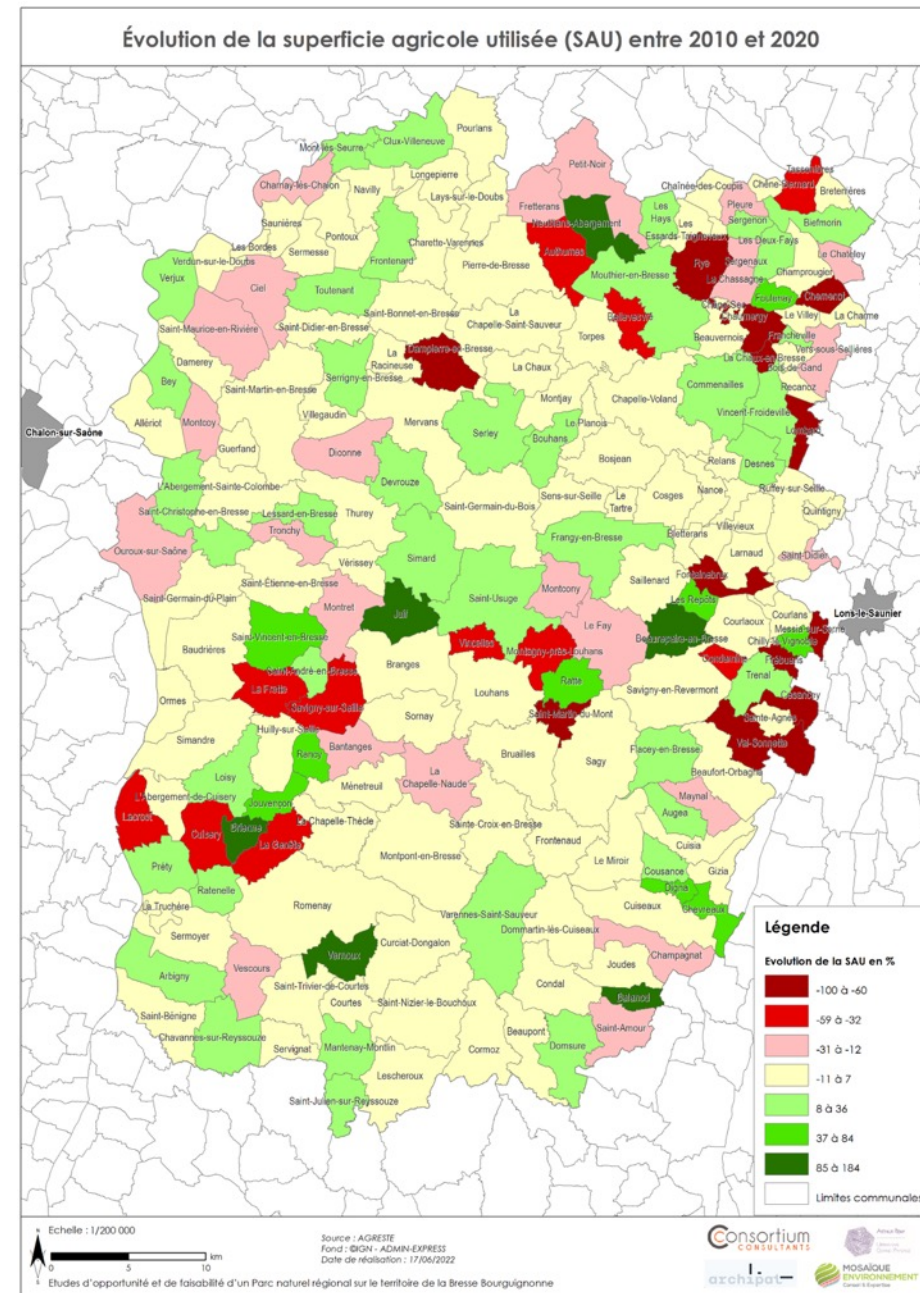 Évolution de la superficie agricole utilisée (SAU) entre 2010 et 2020
Pourlans
Mont-lès-Seurre
Clux-Villeneuve
Petit-Noir
Charnay-lès-Chalon
Navilly
Longepierre
Lays-sur-le-Doubs
Fretterans
Neublans-Abergement
Les Hays
Chaînée-des-Coupis
Chêne-Bernard
Tassenières
Breterrières
Pleure
Sergenon
Biefmorin
Saunières
Pontoux
Les Bordes
Sermesse
Charette-Varennes
Authumes
Rye
Sergenaux
Les Deux-Fays
Le Chateley
Verdun-sur-le-Doubs
Frontenard
Pierre-de-Bresse
Mouthier-en-Bresse
La Chassagne
Champrougier
Verjux
Ciel
Toutenant
Bellevesvre
Chaumergy
Foulenay
Le Villey
Chemenot
La Charme
Saint-Maurice-en-Rivière
Saint-Didier-en-Bresse
Saint-Bonnet-en-Bresse
La Chapelle-Saint-Sauveur
Torpes
Beauvernois
Francheville
Vers-sous-Sellières
Bois-de-Gand
Damerey
Dampierre-en-Bresse
La Racineuse
La Chaux
Recanoz
Bey
Serrigny-en-Bresse
Saint-Martin-en-Bresse
Commenailles
Montjay
Chapelle-Voland
Vincent-Froideville
Lombard
Allériot
Montcoy
Villegaudin
Mervans
Serley
Bouhans
Le Planois
Chalon-sur-Saône
Guerfand
Diconne
Bosjean
Relans
Desnes
L'Abergement-Sainte-Colombe
Devrouze
Saint-Germain-du-Bois
Sens-sur-Seille
Le Tartre
Cosges
Nance
Ruffey-sur-Seille
Saint-Christophe-en-Bresse
Lessard-en-Bresse
Thurey
Bletterans
Villevieux
Quintigny
Ouroux-sur-Saône
Tronchy
Simard
Frangy-en-Bresse
Larnaud
Saint-Didier
Vérissey
Saint-Étienne-en-Bresse
Saillenard
Fontainebrux
Saint-Germain-du-Plain
Montret
Juif
Saint-Usuge
Montcony
Les Repôts
Lons-le-Saunier
Baudrières
Saint-Vincent-en-Bresse
Vincelles
Montagny-près-Louhans
Le Fay
Beaurepaire-en-Bresse
Courlaoux
Courlans
Messia-sur-Sorne
Chilly-le-Vignoble
Saint-André-en-Bresse
Branges
Ratte
Condamine
Frébuans
Trenal
Ormes
La Frette
Savigny-sur-Seille
Louhans
Savigny-en-Revermont
Gevingey
Saint-Martin-du-Mont
Sainte-Agnès
Huilly-sur-Seille
Sornay
Simandre
Rancy
Bantanges
Bruailles
Sagy
Flacey-en-Bresse
Val-Sonnette
Loisy
La Chapelle-Naude
Beaufort-Orbagna
L'Abergement-de-Cuisery
Ménetreuil
Maynal
Lacrost
Jouvençon
Augea
Cuisery
Brienne
La Genête
La Chapelle-Thècle
Sainte-Croix-en-Bresse
Frontenaud
Cuisia
Montpont-en-Bresse
Le Miroir
Gizia
Préty
Cousance
Ratenelle
Digna
Cuiseaux
Chevreaux
La Truchère
Romenay
Varennes-Saint-Sauveur
Dommartin-lès-Cuiseaux
Sermoyer
Curciat-Dongalon
Arbigny
Vescours
Vernoux
Saint-Trivier-de-Courtes
Condal
Joudes
Champagnat
Balanod
Saint-Bénigne
Courtes
Saint-Nizier-le-Bouchoux
Saint-Amour
Chavannes-sur-Reyssouze
Servignat
Mantenay-Montlin
Cormoz
Beaupont
Domsure
Lescheroux
Saint-Julien-sur-Reyssouze
Légende
Evolution de la SAU en %
-100 à -60
-59 à -32
-31 à -12
-11 à 7
8 à 36
37 à 84
85 à 184
Limites communales
Echelle : 1/200 000
0 5 10 km
Source : AGRESTE
Fond : ©IGN - ADMIN-EXPRESS
Date de réalisation : 17/06/2022
Etudes d'opportunité et de faisabilité d'un Parc naturel régional sur le territoire de la Bresse Bourguignonne
Consortium
CONSULTANTS
archipat
MOSAÏQUE
ENVIRONNEMENT
Conseil & Expertise